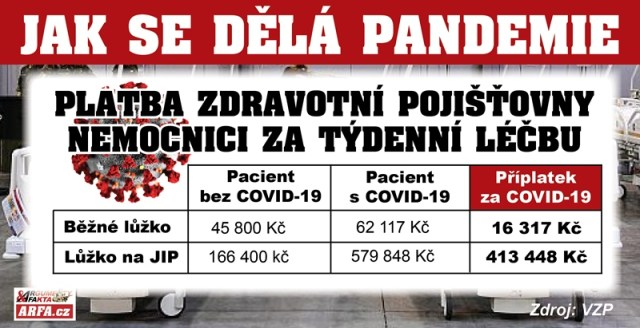 JAK SE DĚLÁ PANDEMIE
PLATBA ZDRAVOTNÍ POJIŠŤOVNY
NEMOCNICI ZA TÝDENNÍ LÉČBU
Pacient bez COVID-19 Pacient s COVID-19 Příplatek za COVID-19
Běžné lůžko 45 800 Kč 62 117 Kč 16 317 Kč
Lůžko na JIP 166 400 kč 579 848 Kč 413 448 Kč
ARFA.cz
Zdroj: VZP